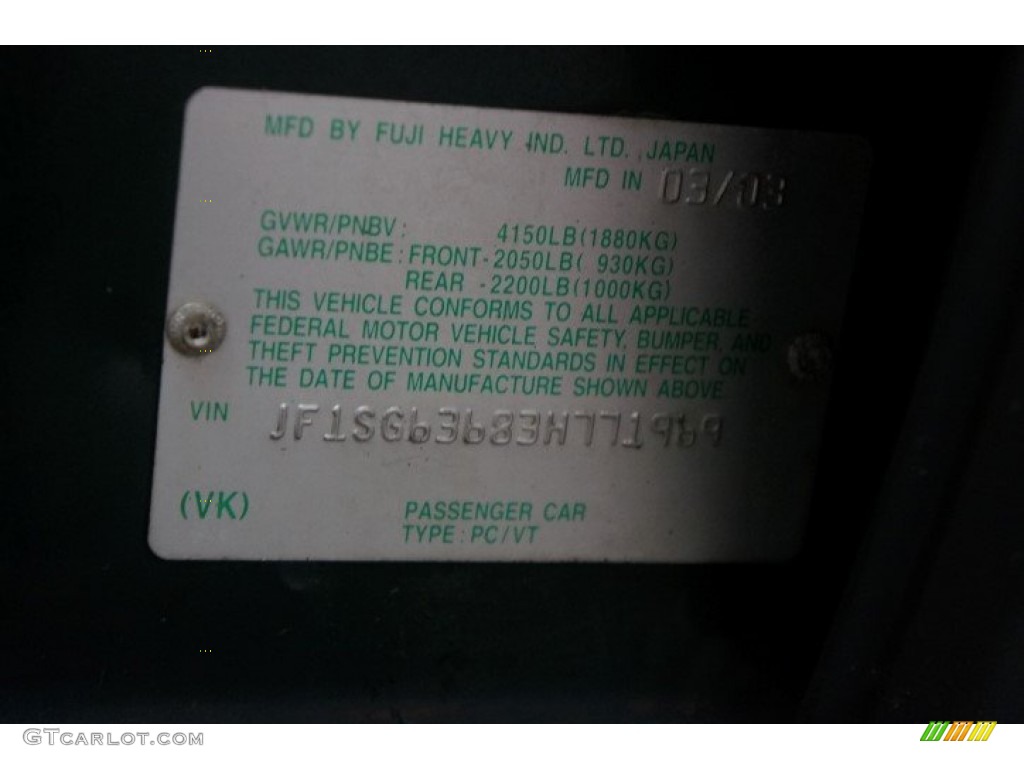 MFD BY FUJI HEAVY IND. LTD. JAPAN
MFD IN 03/03
GVWR/PNBV: 4150LB(1880KG)
GAWR/PNBE: FRONT-2050LB( 930KG)
REAR -2200LB(1000KG)
THIS VEHICLE CONFORMS TO ALL APPLICABLE
FEDERAL MOTOR VEHICLE SAFETY, BUMPER, AND
THEFT PREVENTION STANDARDS IN EFFECT ON
THE DATE OF MANUFACTURE SHOWN ABOVE
VIN JF1SG63683H771969
(VK) PASSENGER CAR
TYPE: PC/VT
GTCARLOT.COM